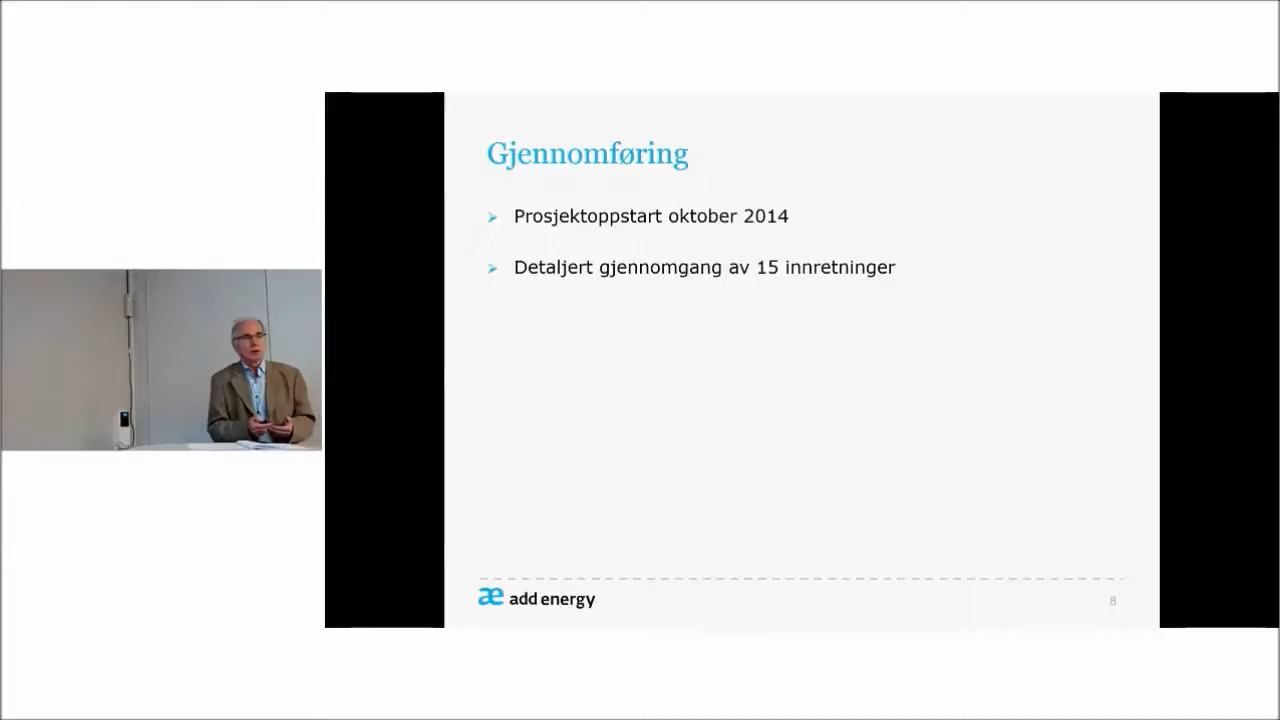 Gjennomføring
Prosjektoppstart oktober 2014
Detaljert gjennomgang av 15 innretninger
æ add energy
8